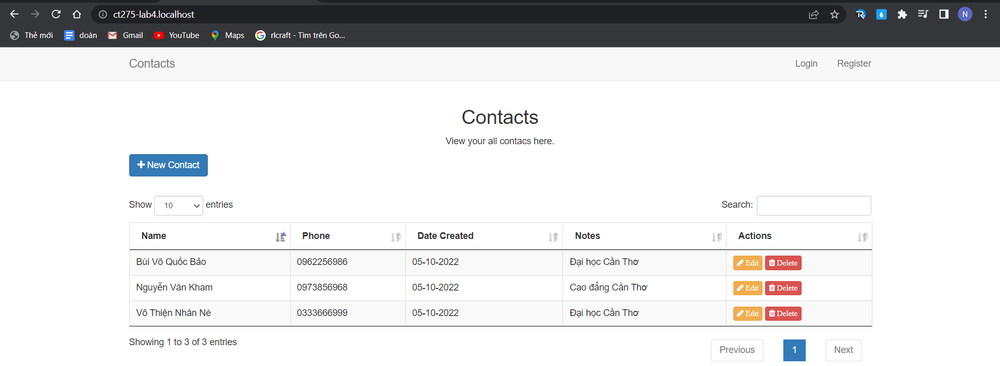 ct275-lab4.localhost
N
Thẻ mới doàn Gmail YouTube Maps rlcraft - Tìm trên Go...
Contacts Login Register
Contacts
View your all contacs here.
New Contact
Show 10 entries Search:
Name Phone Date Created Notes Actions
Bùi Võ Quốc Bảo 0962256986 05-10-2022 Đại học Cần Thơ Edit Delete
Nguyễn Văn Kham 0973856968 05-10-2022 Cao đẳng Cần Thơ Edit Delete
Võ Thiện Nhân Nè 0333666999 05-10-2022 Đại học Cần Thơ Edit Delete
Showing 1 to 3 of 3 entries
Previous 1 Next